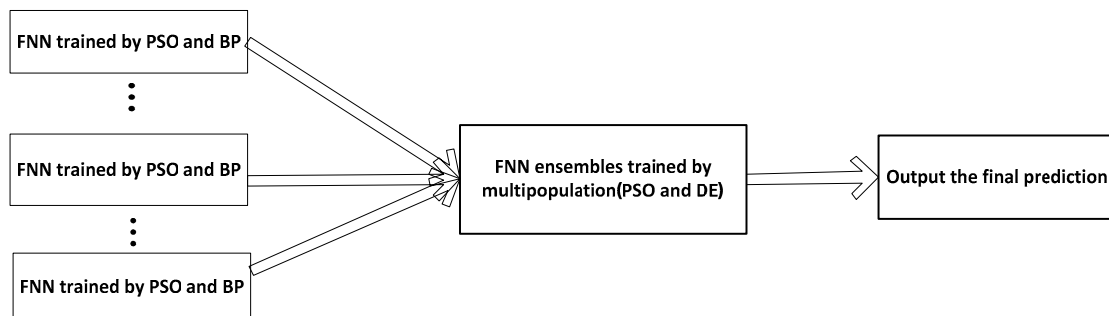 FNN trained by PSO and BP
FNN trained by PSO and BP
FNN trained by PSO and BP
FNN ensembles trained by
multipopulation(PSO and DE)
Output the final prediction